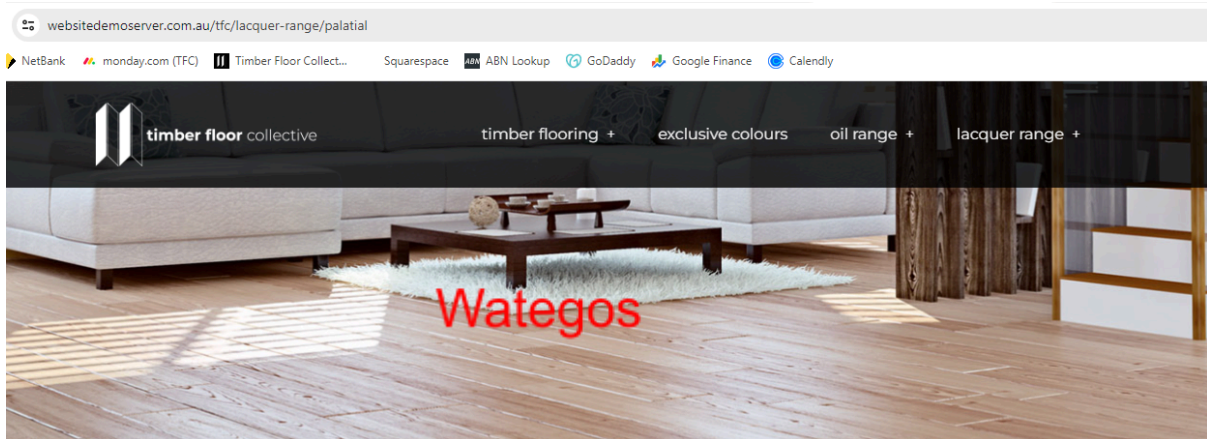 websitedemoserver.com.au/tfc/lacquer-range/palatial
NetBank monday.com (TFC) Timber Floor Collect... Squarespace ABN ABN Lookup GoDaddy Google Finance Calendly
timber floor collective timber flooring + exclusive colours oil range + lacquer range +
Wategos